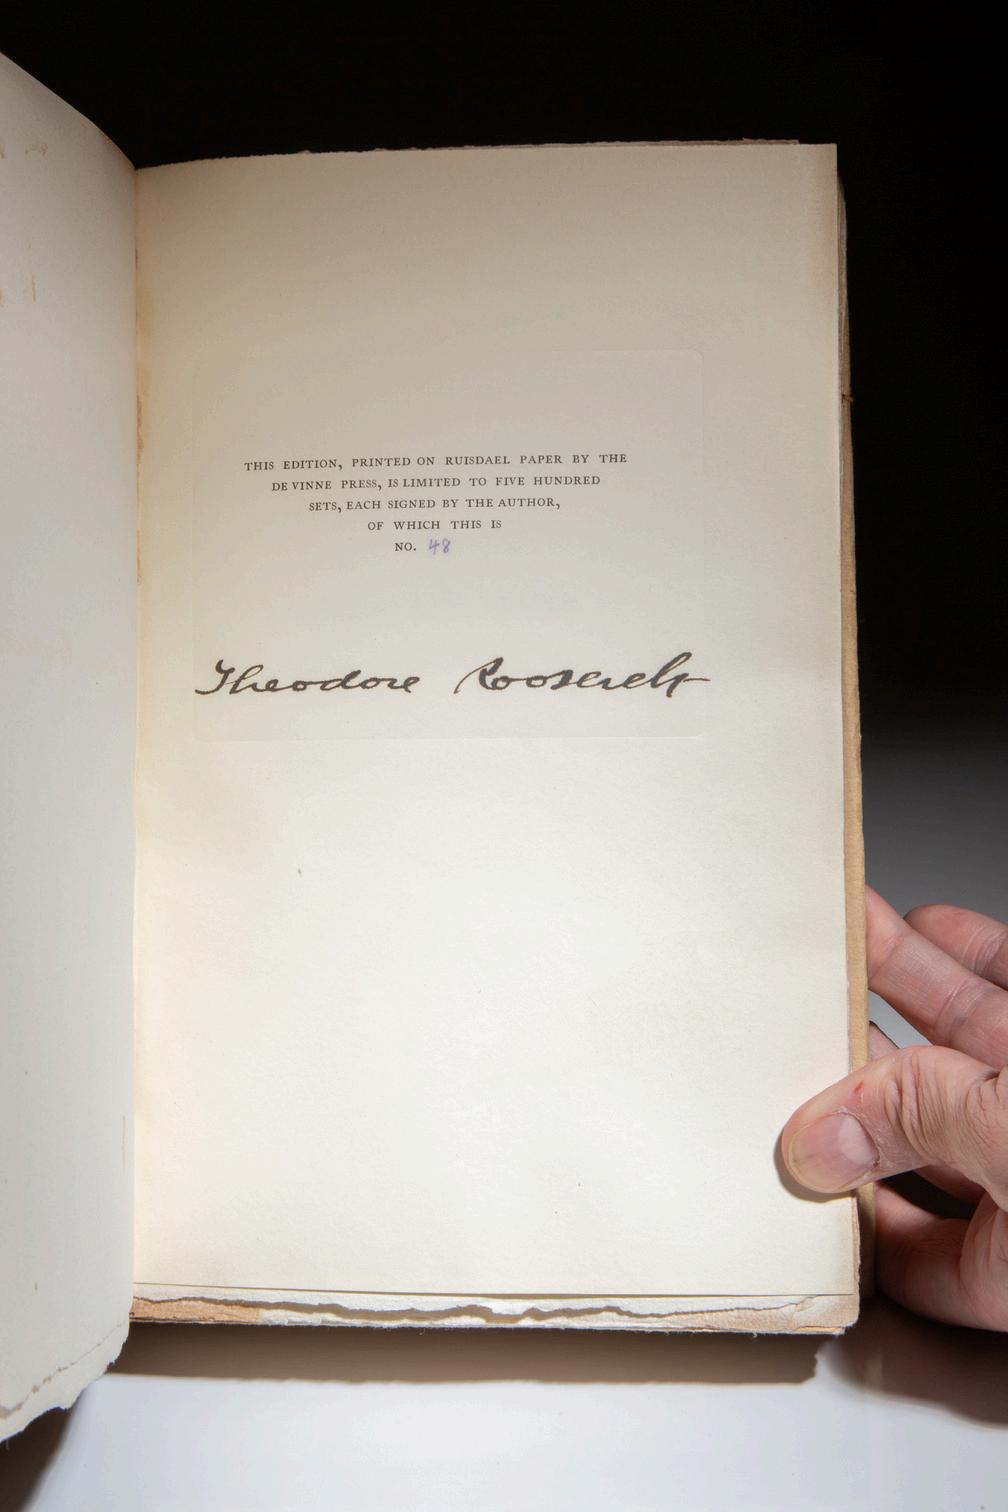 THIS EDITION, PRINTED ON RUISDAEL PAPER BY THE
DE VINNE PRESS, IS LIMITED TO FIVE HUNDRED
SETS, EACH SIGNED BY THE AUTHOR,
OF WHICH THIS IS
NO. 48
Theodore Roosevelt